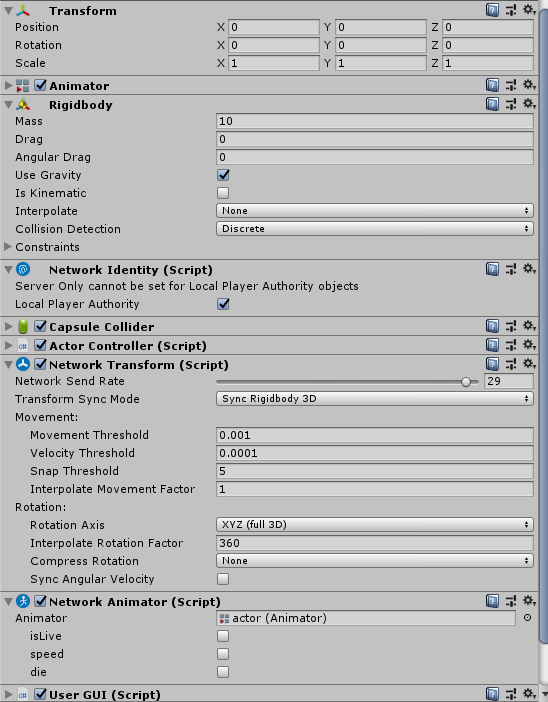 Transform
Position X 0 Y 0 Z 0
Rotation X 0 Y 0 Z 0
Scale X 1 Y 1 Z 1
Animator
Rigidbody
Mass 10
Drag 0
Angular Drag 0
Use Gravity
Is Kinematic
Interpolate None
Collision Detection Discrete
Constraints
Network Identity (Script)
Server Only cannot be set for Local Player Authority objects
Local Player Authority
Capsule Collider
c# Actor Controller (Script)
Network Transform (Script)
Network Send Rate 29
Transform Sync Mode Sync Rigidbody 3D
Movement:
Movement Threshold 0.001
Velocity Threshold 0.0001
Snap Threshold 5
Interpolate Movement Factor 1
Rotation:
Rotation Axis XYZ (full 3D)
Interpolate Rotation Factor 360
Compress Rotation None
Sync Angular Velocity
Network Animator (Script)
Animator actor (Animator)
isLive
speed
die
c# User GUI (Script)